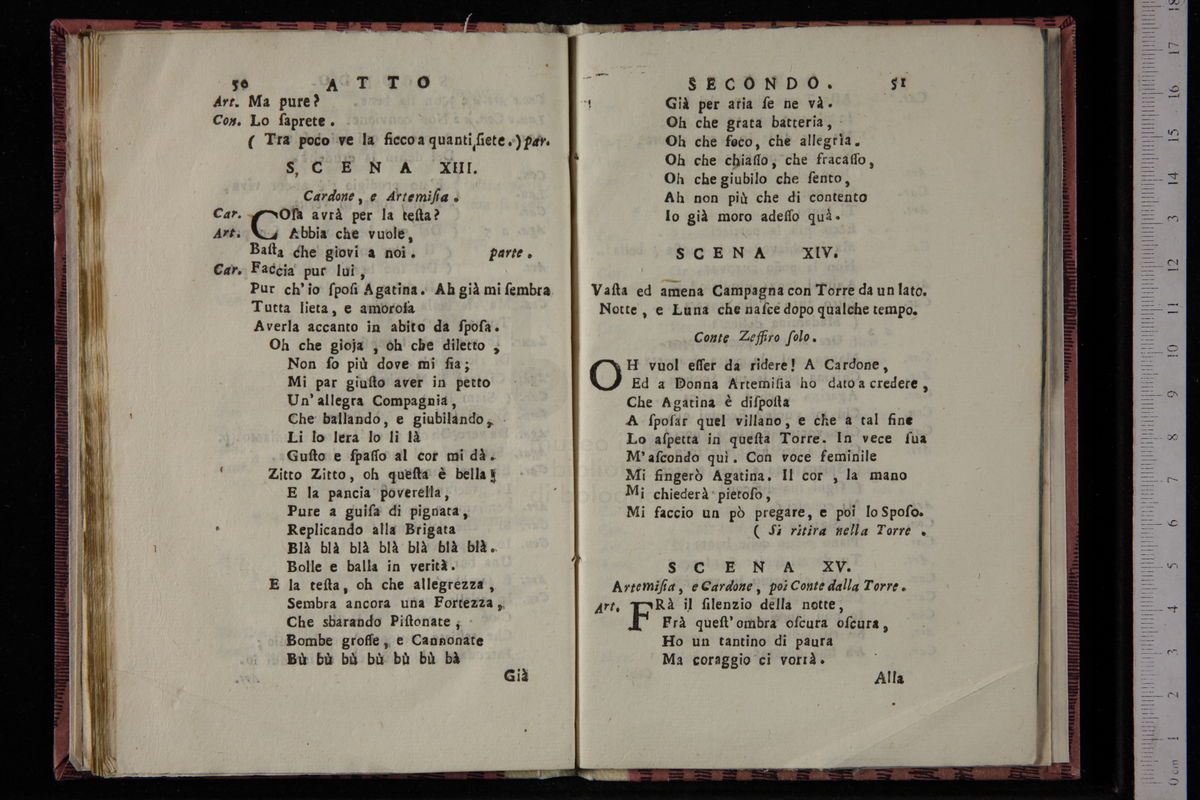 50 ATTO
Art. Ma pure?
Con. Lo ſaprete.
( Tra poco ve la ficco a quanti ſiete.) par.
SCENA XIII.
Cardone, e Artemiſia.
Car. COſa avrà per la teſta?
Art. Abbia che vuole,
Baſta che giovi a noi. parte.
Car. Faccia pur lui,
Pur ch'io ſpoſi Agatina. Ah già mi ſembra
Tutta lieta, e amoroſa
Averla accanto in abito da ſpoſa.
Oh che gioja, oh che diletto,
Non ſo più dove mi ſia;
Mi par giuſto aver in petto
Un' allegra Compagnia,
Che ballando, e giubilando,
Li lo lera lo li là
Guſto e ſpaſſo al cor mi dà.
Zitto Zitto, oh queſta è bella!
E la pancia poverella,
Pure a guiſa di pignata,
Replicando alla Brigata
Blà blà blà blà blà blà blà.
Bolle e balla in verità.
E la teſta, oh che allegrezza,
Sembra ancora una Fortezza,
Che sbarando Piſtonate,
Bombe groſſe, e Cannonate
Bù bù bù bù bù bù bà
Già
SECONDO. 51
Già per aria ſe ne và.
Oh che grata batteria,
Oh che foco, che allegrìa.
Oh che chiaſſo, che fracaſſo,
Oh che giubilo che ſento,
Ah non più che di contento
Io già moro adeſſo quà.
SCENA XIV.
Vaſta ed amena Campagna con Torre da un lato.
Notte, e Luna che naſce dopo qualche tempo.
Conte Zeffiro ſolo.
OH vuol eſſer da ridere! A Cardone,
Ed a Donna Artemiſia hò dato a credere,
Che Agatina è diſpoſta
A ſpoſar quel villano, e che a tal fine
Lo aſpetta in queſta Torre. In vece ſua
M' aſcondo quì. Con voce feminile
Mi fingerò Agatina. Il cor, la mano
Mi chiederà pietoſo,
Mi faccio un pò pregare, e poi lo Spoſo.
( Si ritira nella Torre.
SCENA XV.
Artemiſia, e Cardone, poi Conte dalla Torre.
Art. FRà il ſilenzio della notte,
Frà queſt' ombra oſcura oſcura,
Ho un tantino di paura
Ma coraggio ci vorrà.
Alla